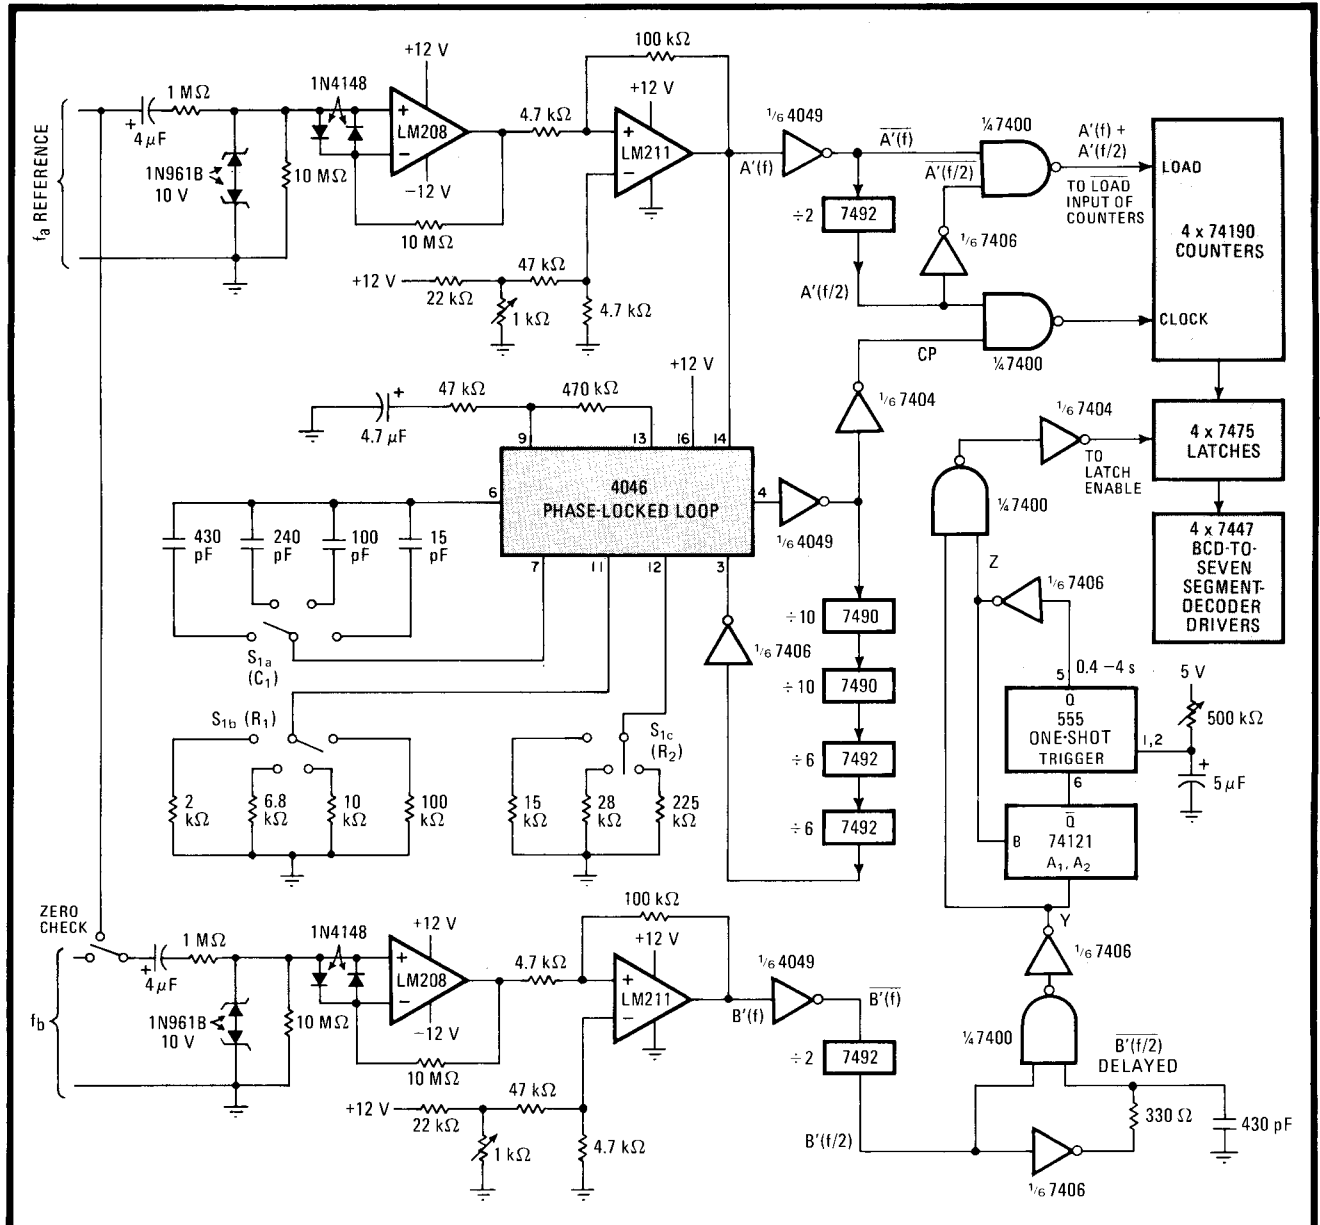 100 kΩ
+12 V
+12 V
1 MΩ
1N4148
4.7 kΩ
1/6 4049
1/4 7400
A'(f) +
A'(f/2)
+
4 µF
+
LM208
−
+
LM211
−
A'(f)
A'(f)
A'(f/2)
LOAD
TO LOAD
INPUT OF
COUNTERS
fa REFERENCE
1N961B
10 V
10 MΩ
−12 V
÷2
7492
1/6 7406
4 x 74190
COUNTERS
10 MΩ
+12 V
47 kΩ
22 kΩ
1 kΩ
4.7 kΩ
A'(f/2)
CLOCK
CP
1/4 7400
+12 V
47 kΩ
470 kΩ
+
4.7 µF
1/6 7404
1/6 7404
9
13
16
14
4 x 7475
LATCHES
TO
LATCH
ENABLE
6
4046
PHASE-LOCKED LOOP
4
1/4 7400
430
pF
240
pF
100
pF
15
pF
7
11
12
3
1/6 4049
4 x 7447
BCD-TO-
SEVEN
SEGMENT-
DECODER
DRIVERS
Z
÷10
7490
1/6 7406
1/6 7406
S1a
(C1)
÷10
7490
5
0.4 –4 s
5 V
S1b (R1)
S1c
(R2)
Q
555
ONE-SHOT
TRIGGER
1,2
500 kΩ
÷6
7492
+
5 µF
6
2
kΩ
6.8
kΩ
10
kΩ
100
kΩ
15
kΩ
28
kΩ
225
kΩ
÷6
7492
Q
B
74121
A1, A2
ZERO
CHECK
100 kΩ
Y
1 MΩ
1N4148
+12 V
+12 V
1/6 7406
+
4 µF
+
LM208
−
4.7 kΩ
+
LM211
−
1/6 4049
B'(f)
B'(f)
fb
1N961B
10 V
10 MΩ
−12 V
1/4 7400
B'(f/2)
DELAYED
÷2
7492
10 MΩ
47 kΩ
+12 V
22 kΩ
1 kΩ
4.7 kΩ
B'(f/2)
330 Ω
430 pF
1/6 7406